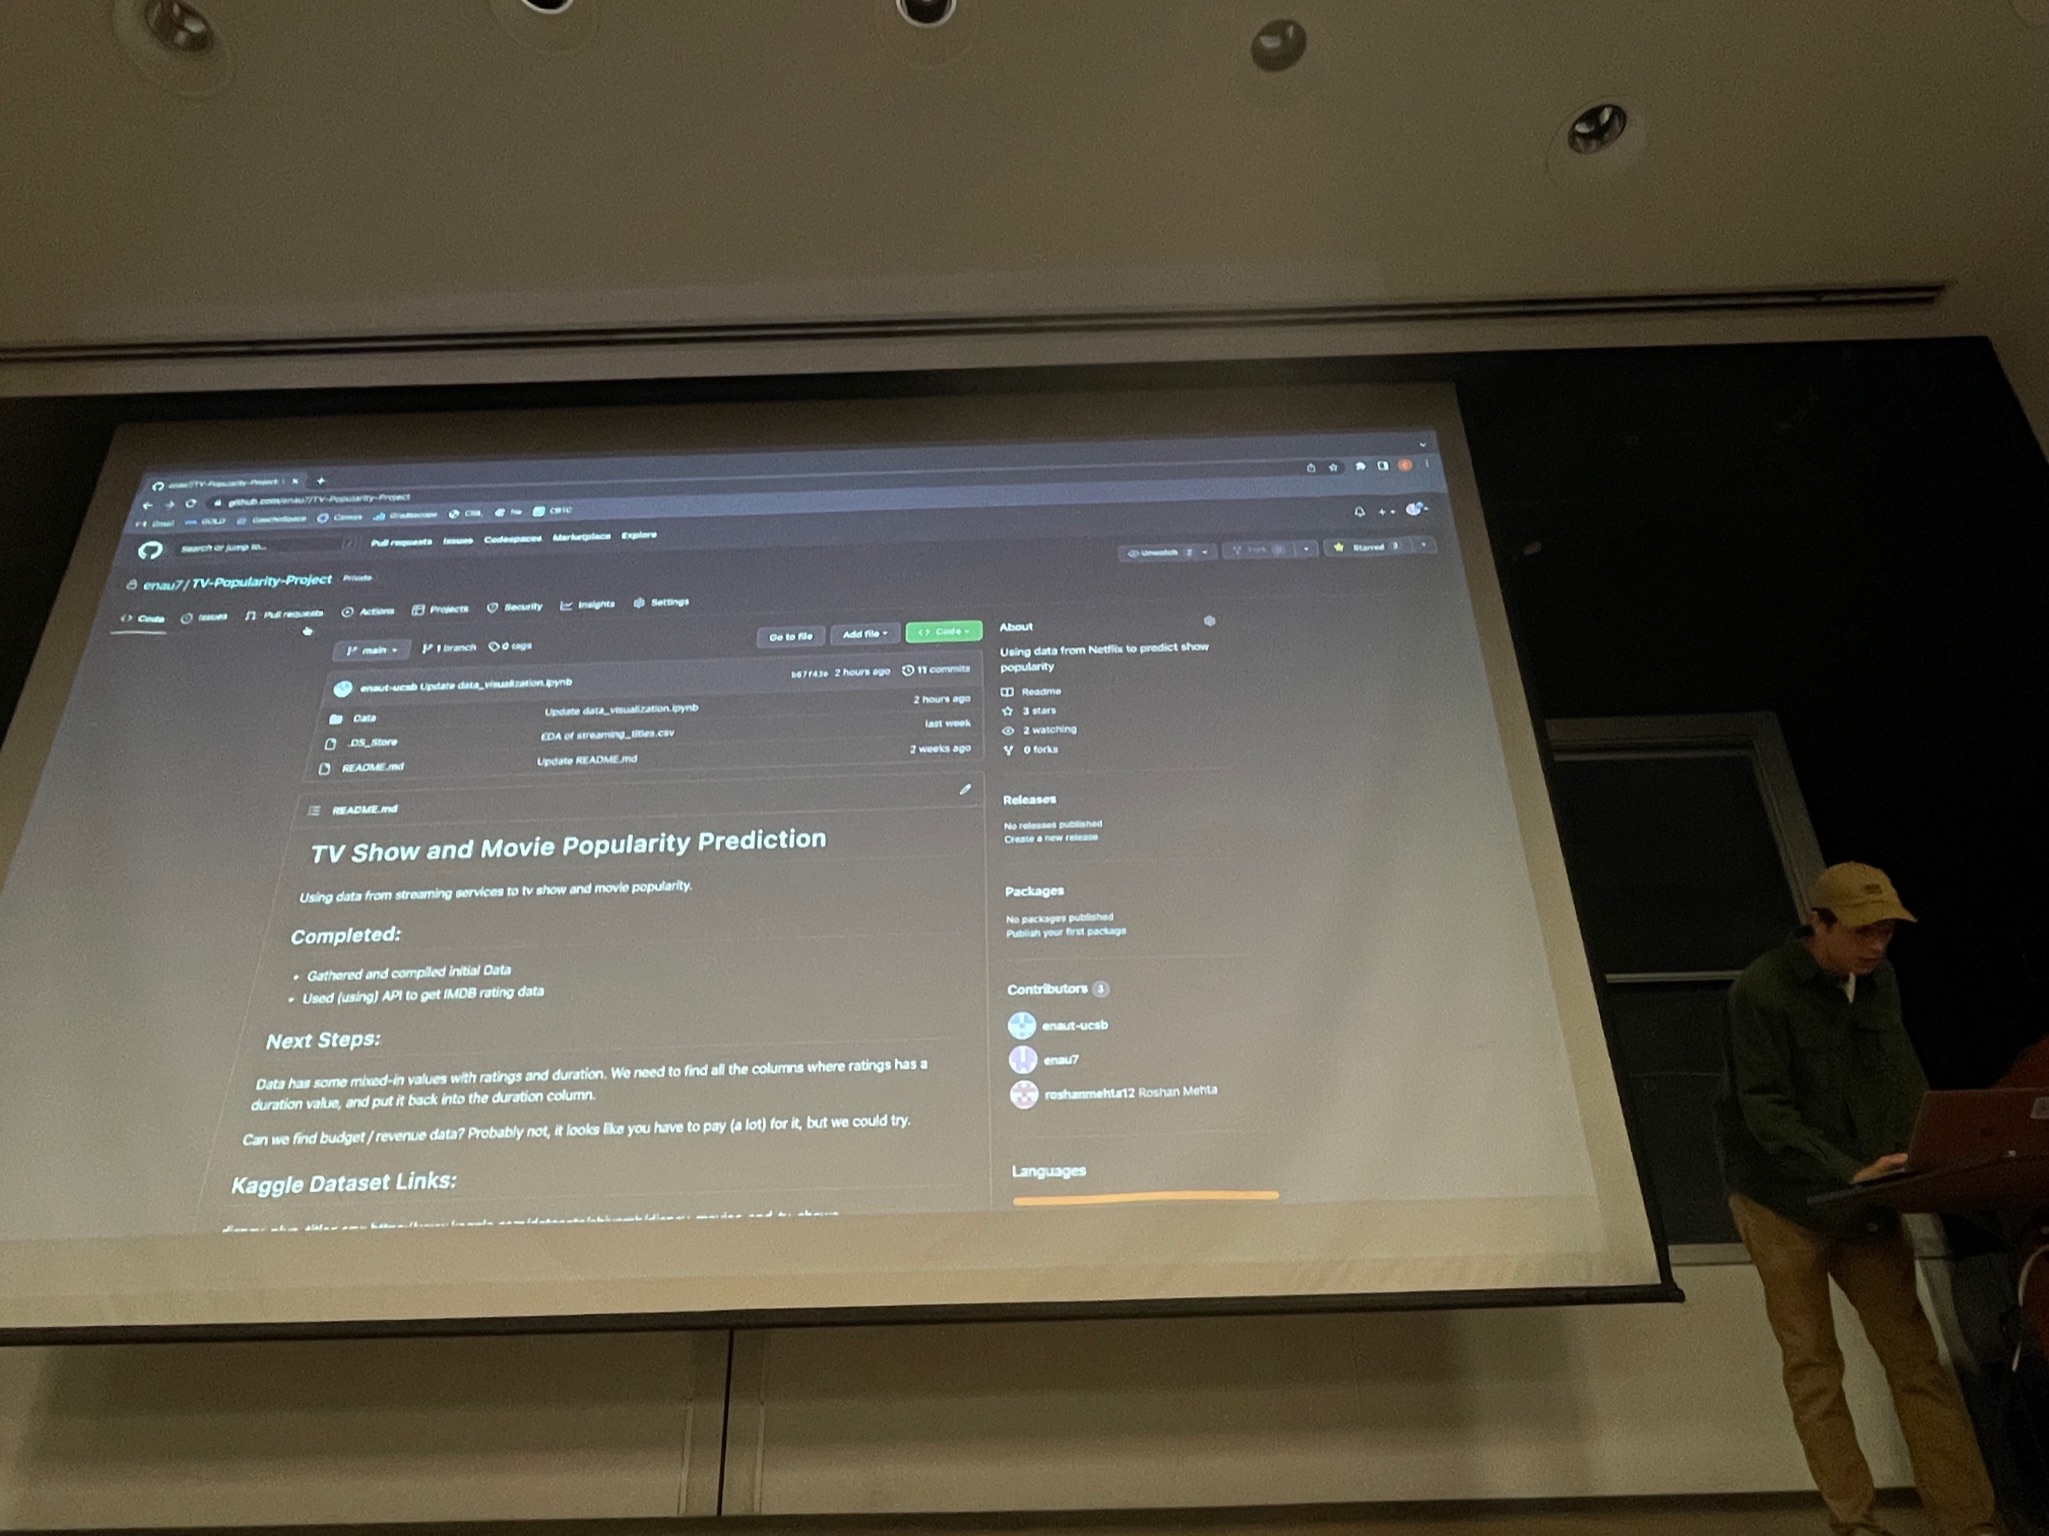 enau7/TV-Popularity-Project
github.com/enau7/TV-Popularity-Project
Gmail GOLD GauchoSpace Canvas Gradescope
Search or jump to... / Pull requests Issues Codespaces Marketplace Explore
enau7 / TV-Popularity-Project Private
Unwatch 2 Fork 0 Starred 3
Code Issues Pull requests Actions Projects Security Insights Settings
main 1 branch 0 tags Go to file Add file Code
enaut-ucsb Update data_visualization.ipynb b67f43e 2 hours ago 11 commits
Data Update data_visualization.ipynb 2 hours ago
.DS_Store EDA of streaming_titles.csv last week
README.md Update README.md 2 weeks ago
README.md
TV Show and Movie Popularity Prediction
Using data from streaming services to tv show and movie popularity.
Completed:
• Gathered and compiled initial Data
• Used (using) API to get IMDB rating data
Next Steps:
Data has some mixed-in values with ratings and duration. We need to find all the columns where ratings has a
duration value, and put it back into the duration column.
Can we find budget / revenue data? Probably not, it looks like you have to pay (a lot) for it, but we could try.
Kaggle Dataset Links:
About
Using data from Netflix to predict show
popularity
Readme
3 stars
2 watching
0 forks
Releases
No releases published
Create a new release
Packages
No packages published
Publish your first package
Contributors 3
enaut-ucsb
enau7
roshanmehta12 Roshan Mehta
Languages